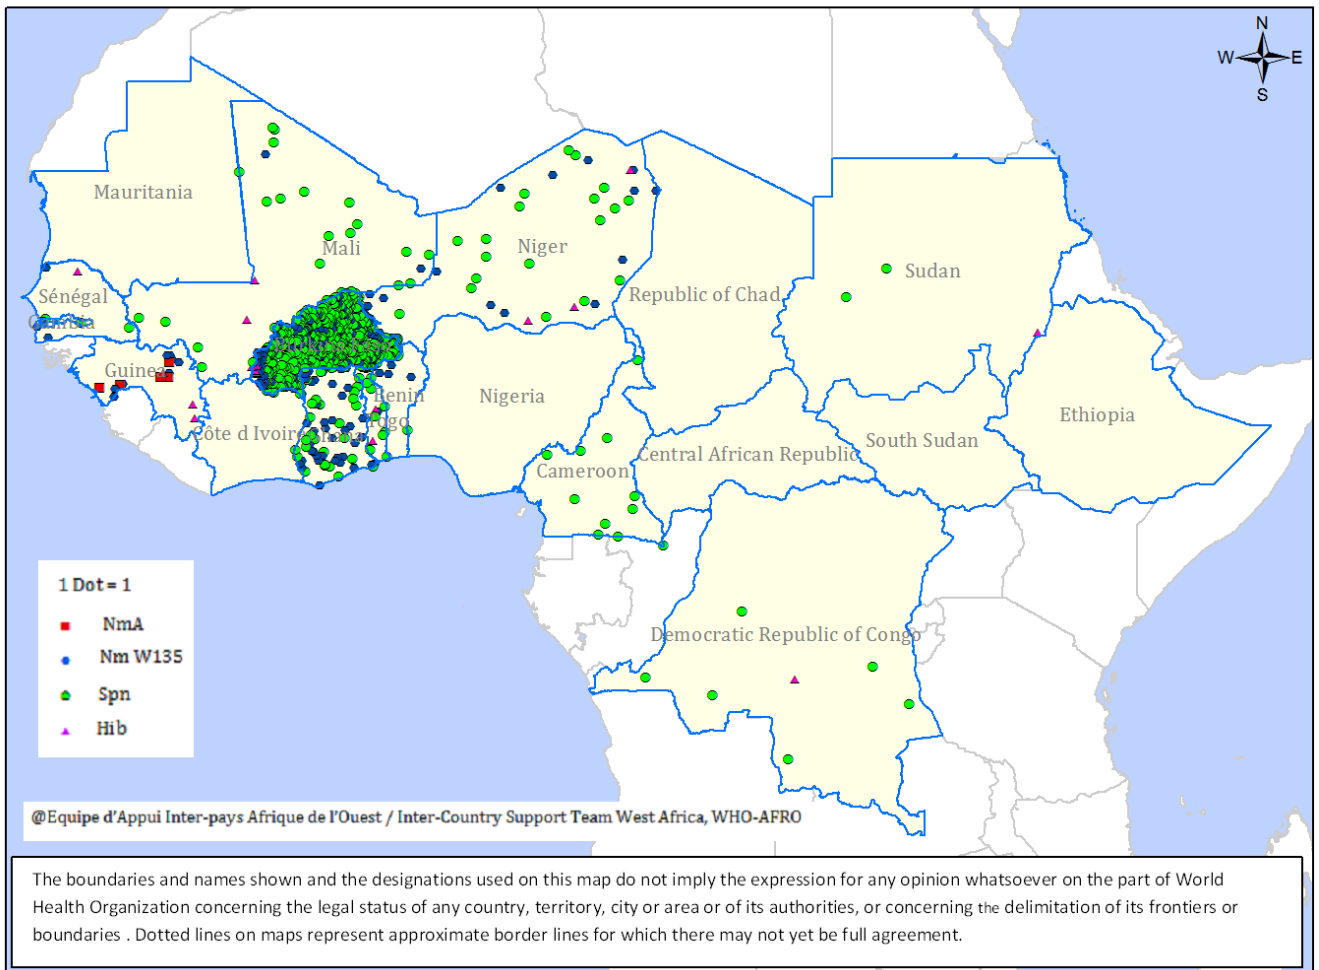 N
W E
S
Mauritania
Mali
Niger
Sudan
Republic of Chad
Sénégal
Gambia
Guinea
Benin
Togo
Nigeria
Côte d Ivoire
Ghana
Ethiopia
South Sudan
Central African Republic
Cameroon
Democratic Republic of Congo
1 Dot = 1
NmA
Nm W135
Spn
Hib
@Equipe d'Appui Inter-pays Afrique de l'Ouest / Inter-Country Support Team West Africa, WHO-AFRO
The boundaries and names shown and the designations used on this map do not imply the expression for any opinion whatsoever on the part of World
Health Organization concerning the legal status of any country, territory, city or area or of its authorities, or concerning the delimitation of its frontiers or
boundaries . Dotted lines on maps represent approximate border lines for which there may not yet be full agreement.